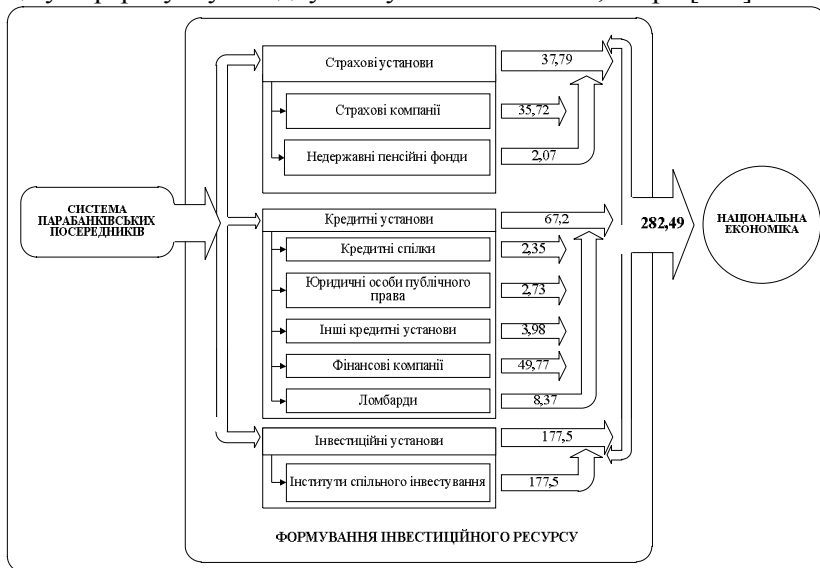 Страхові установи
37,79
Страхові компанії
35,72
Недержавні пенсійні фонди
2,07
СИСТЕМА
ПАРАБАНКІВСЬКИХ
ПОСЕРЕДНИКІВ
Кредитні установи
67,2
282,49
НАЦІОНАЛЬНА
ЕКОНОМІКА
Кредитні спілки
2,35
Юридичні особи публічного
права
2,73
Інші кредитні установи
3,98
Фінансові компанії
49,77
Ломбарди
8,37
Інвестиційні установи
177,5
Інститути спільного інвестування
177,5
ФОРМУВАННЯ ІНВЕСТИЦІЙНОГО РЕСУРСУ